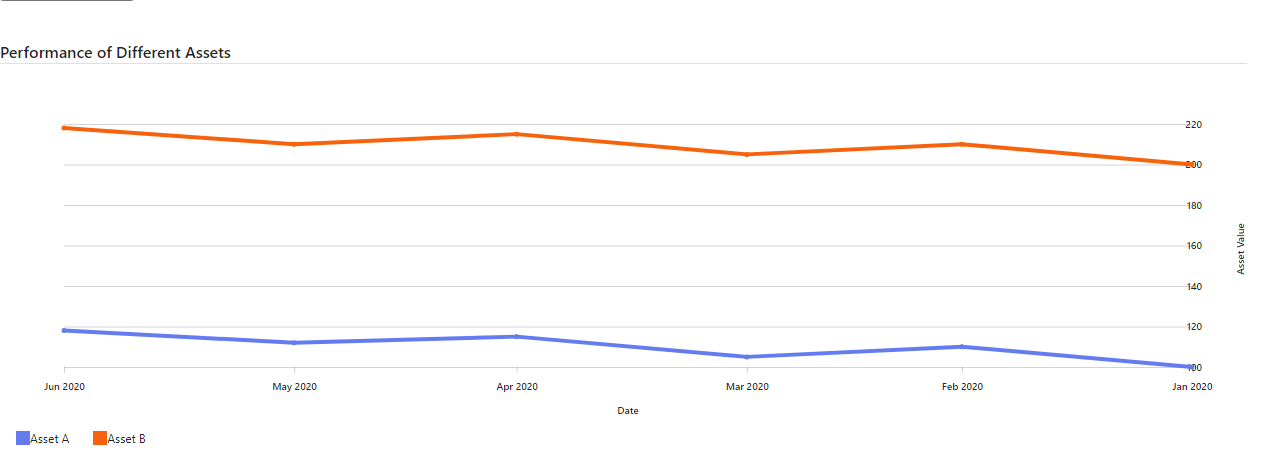 Performance of Different Assets
220
200
180
160
140
120
100
Asset Value
Jun 2020 May 2020 Apr 2020 Mar 2020 Feb 2020 Jan 2020
Date
Asset A Asset B